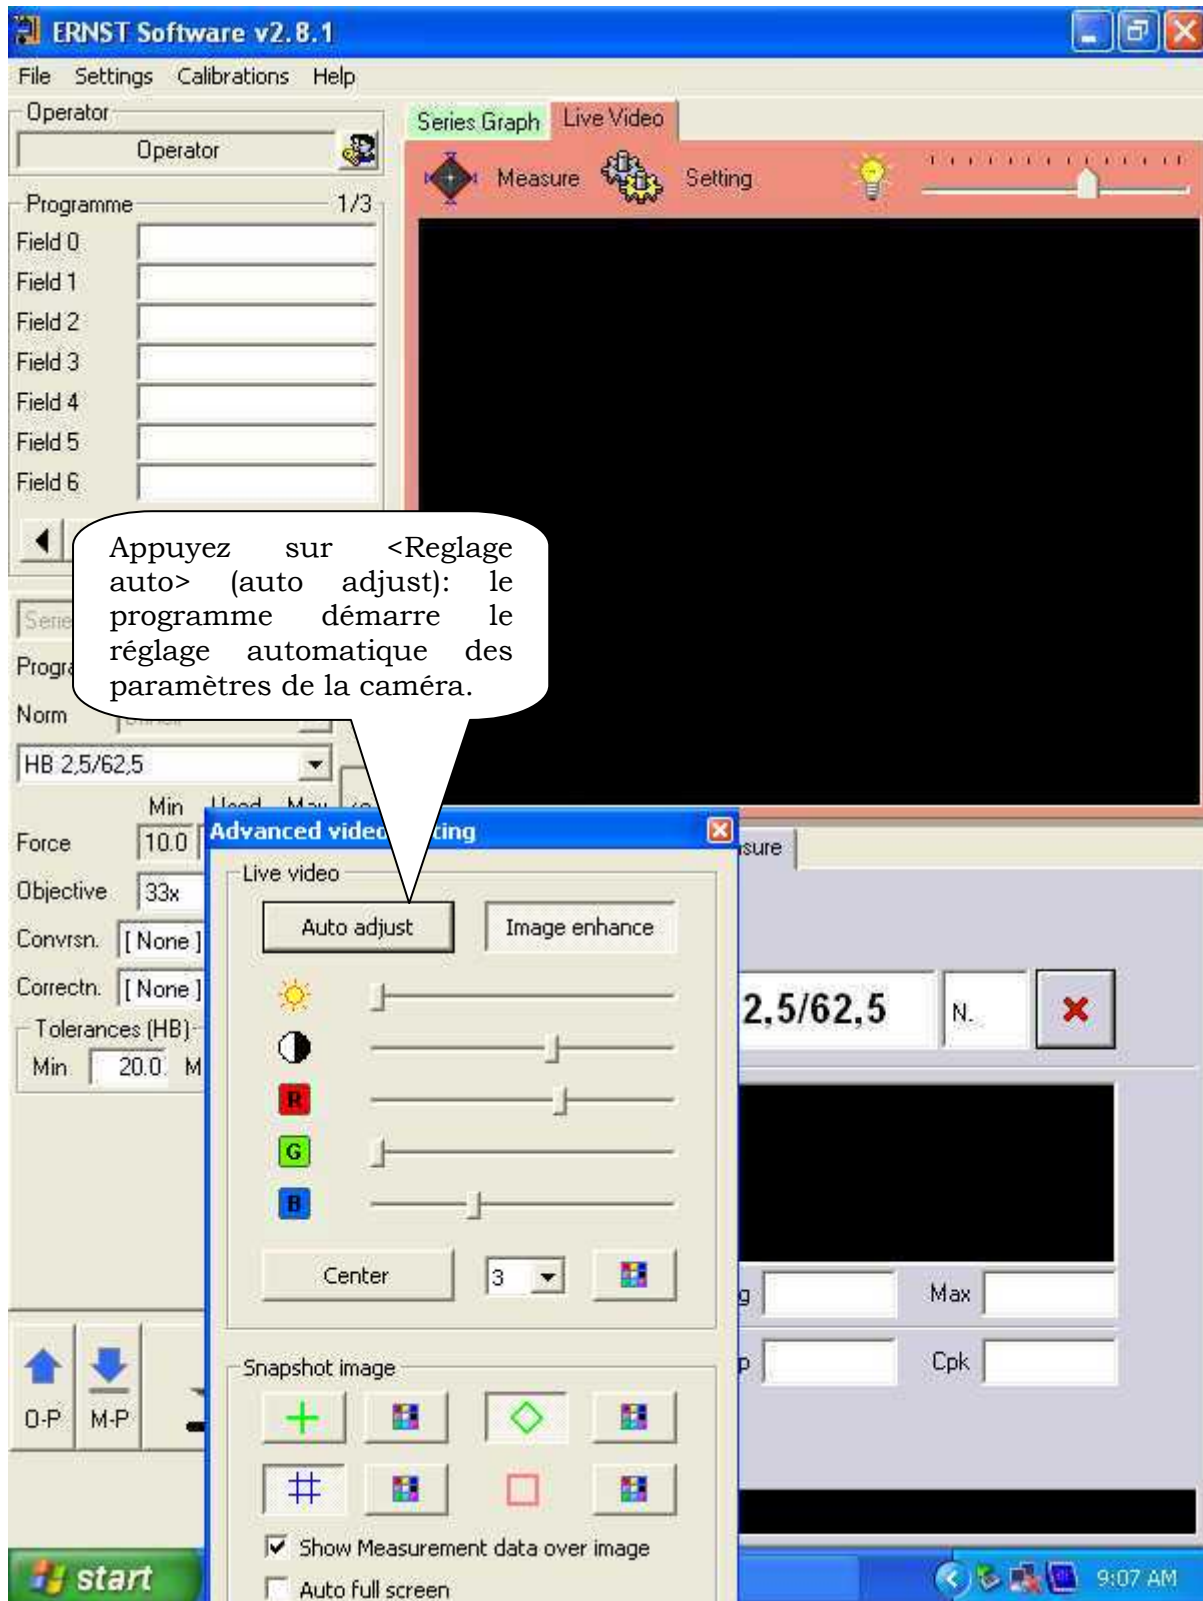 ERNST Software v2.8.1
File Settings Calibrations Help
Operator
Operator
Series Graph Live Video
Measure Setting
Programme 1/3
Field 0
Field 1
Field 2
Field 3
Field 4
Field 5
Field 6
Appuyez sur <Reglage
auto> (auto adjust): le
programme démarre le
réglage automatique des
paramètres de la caméra.
Norm
HB 2,5/62,5
Min Used Max
Force 10.0
Objective 33x
Convrsn. [ None ]
Correctn. [ None ]
Tolerances (HB)
Min 20.0 M
Advanced video
Live video
Auto adjust Image enhance
R
G
B
Center 3
Snapshot image
Show Measurement data over image
Auto full screen
2,5/62,5 N.
Max
Cpk
O-P M-P
start 9:07 AM